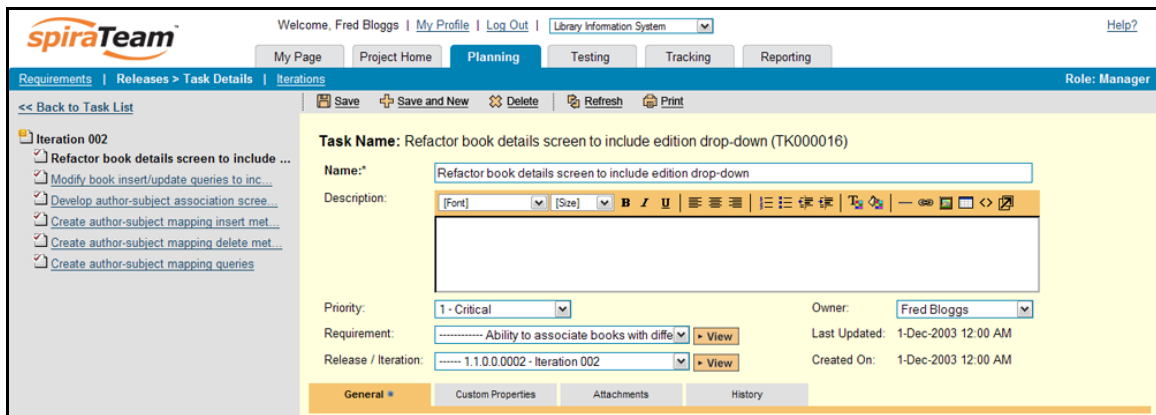 spiraTeam
Welcome, Fred Bloggs | My Profile | Log Out | Library Information System
Help?
My Page
Project Home
Planning
Testing
Tracking
Reporting
Requirements | Releases > Task Details | Iterations
Role: Manager
<< Back to Task List
Iteration 002
Refactor book details screen to include ...
Modify book insert/update queries to inc...
Develop author-subject association scree...
Create author-subject mapping insert met...
Create author-subject mapping delete met...
Create author-subject mapping queries
Save
Save and New
Delete
Refresh
Print
Task Name: Refactor book details screen to include edition drop-down (TK000016)
Name:* Refactor book details screen to include edition drop-down
Description: [Font] [Size] B I U
Priority: 1 - Critical
Owner: Fred Bloggs
Requirement: ------------ Ability to associate books with diffe
View
Last Updated: 1-Dec-2003 12:00 AM
Release / Iteration: ------ 1.1.0.0.0002 - Iteration 002
View
Created On: 1-Dec-2003 12:00 AM
General
Custom Properties
Attachments
History